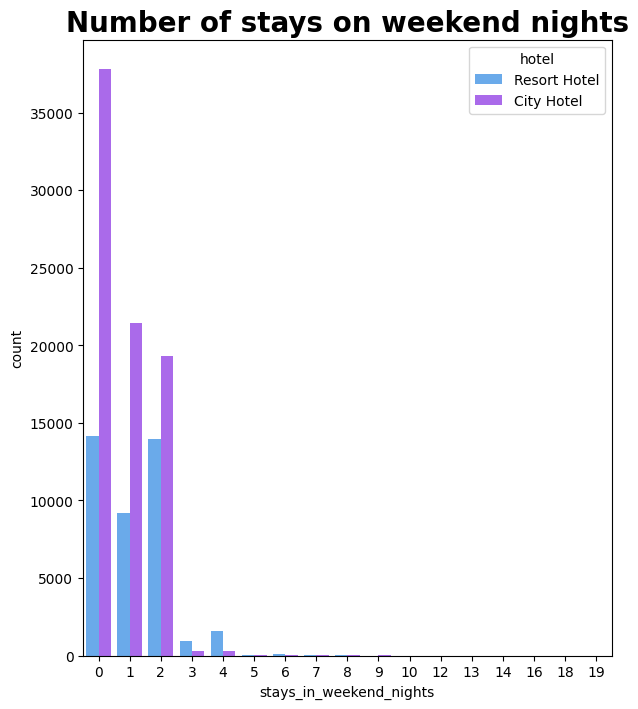 Number of stays on weekend nights
hotel
Resort Hotel
City Hotel
35000
30000
25000
20000
15000
10000
5000
0
count
0 1 2 3 4 5 6 7 8 9 10 12 13 14 16 18 19
stays_in_weekend_nights